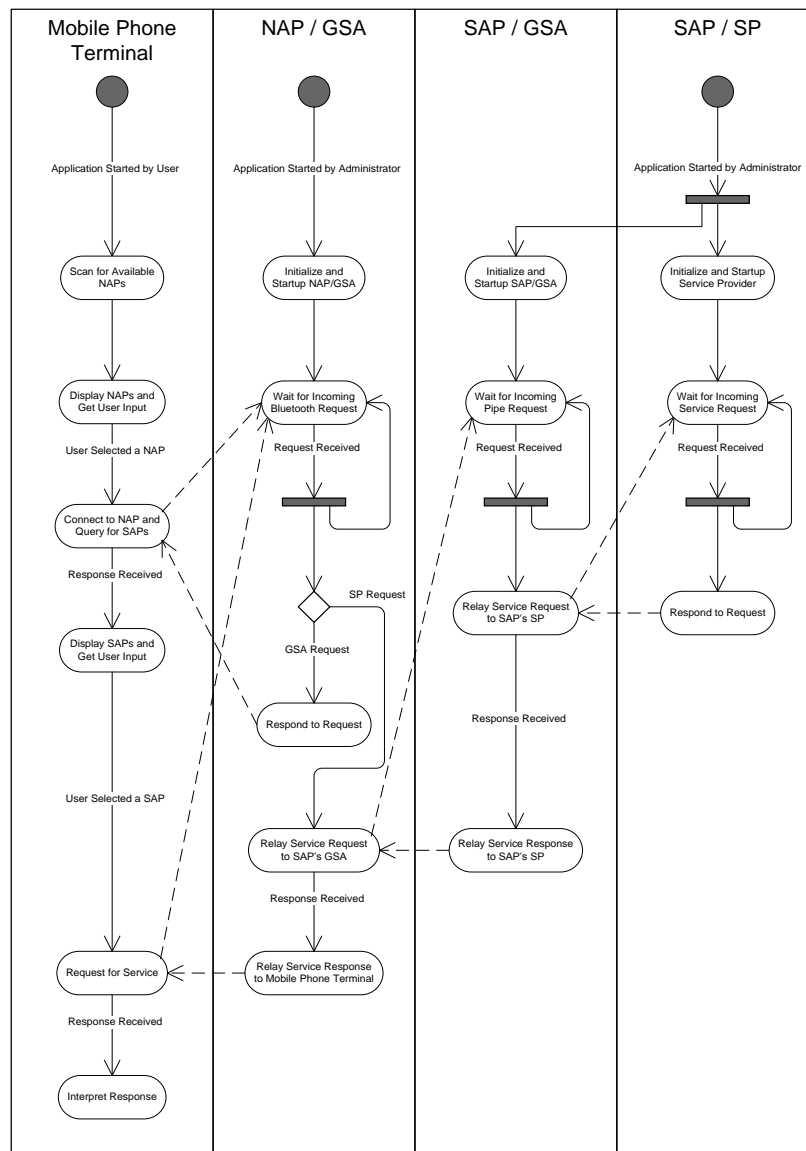 Mobile Phone
Terminal
NAP / GSA
SAP / GSA
SAP / SP
Application Started by User
Application Started by Administrator
Application Started by Administrator
Scan for Available
NAPs
Initialize and
Startup NAP/GSA
Initialize and
Startup SAP/GSA
Initialize and Startup
Service Provider
Display NAPs and
Get User Input
Wait for Incoming
Bluetooth Request
Wait for Incoming
Pipe Request
Wait for Incoming
Service Request
User Selected a NAP
Request Received
Request Received
Request Received
Connect to NAP and
Query for SAPs
Response Received
SP Request
Relay Service Request
to SAP's SP
Respond to Request
Display SAPs and
Get User Input
GSA Request
Respond to Request
Response Received
User Selected a SAP
Relay Service Request
to SAP's GSA
Relay Service Response
to SAP's SP
Response Received
Request for Service
Relay Service Response
to Mobile Phone Terminal
Response Received
Interpret Response